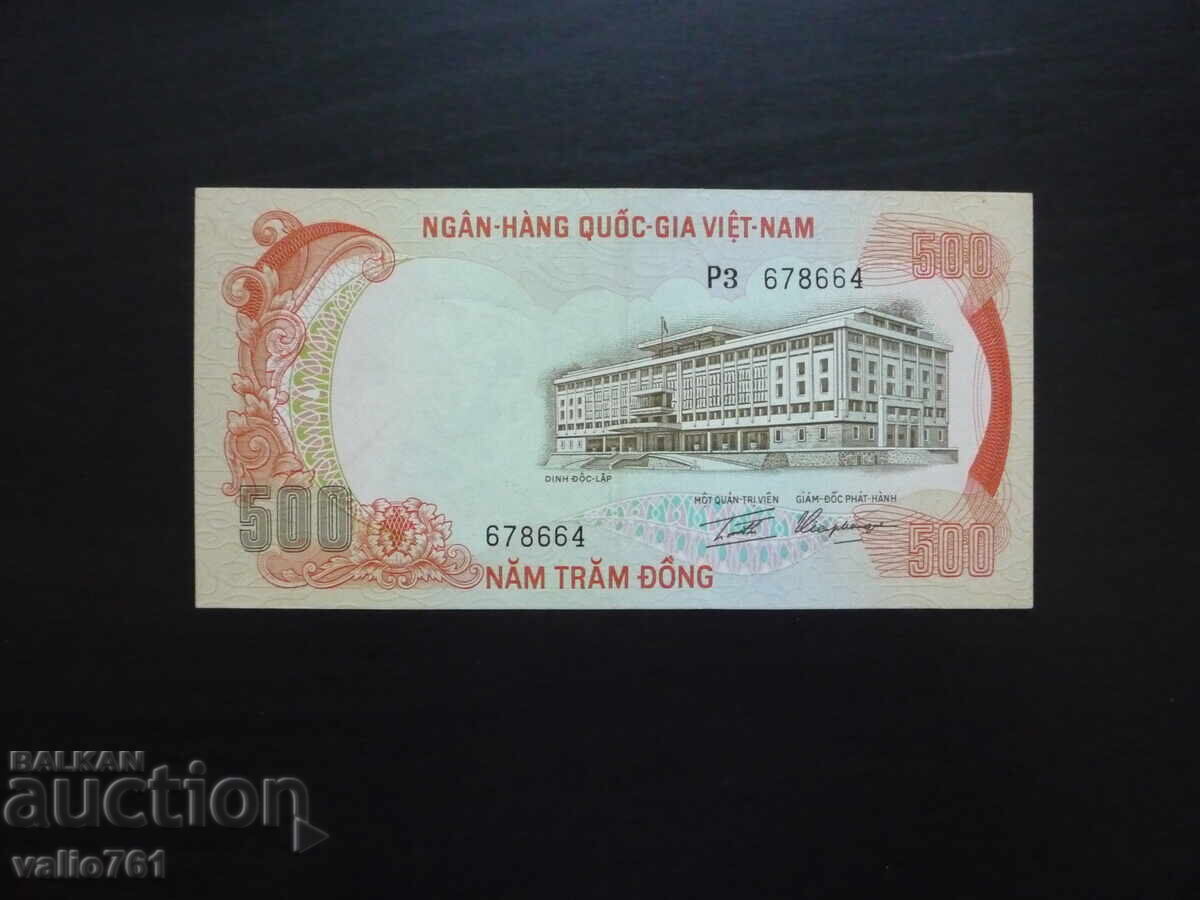 NGÂN-HÀNG QUỐC-GIA VIỆT-NAM
500
P3 678664
DINH ĐỘC-LẬP
MỘT QUẢN-TRỊ VIÊN GIÁM-ĐỐC PHÁT-HÀNH
500 678664 500
NĂM TRĂM ĐỒNG
BALKAN
auction
valio761